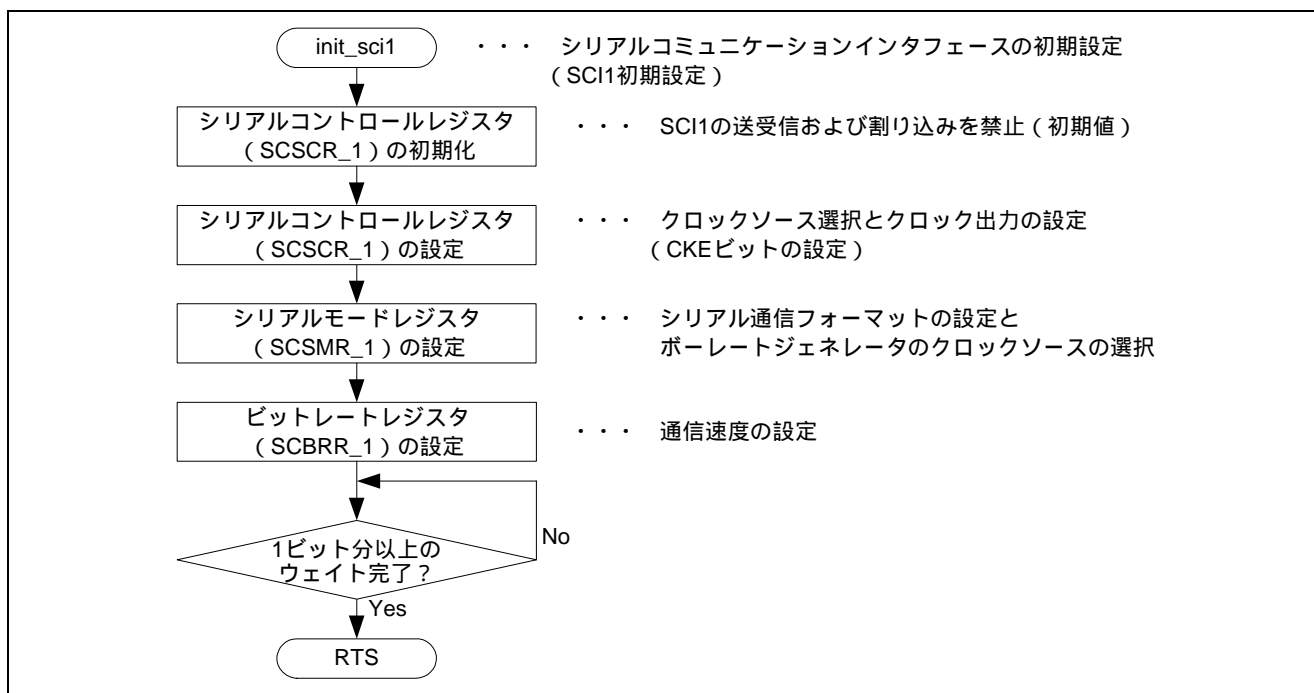 init_sci1 ・・・ シリアルコミュニケーションインタフェースの初期設定
（SCI1初期設定）
シリアルコントロールレジスタ
（SCSCR_1）の初期化
・・・ SCI1の送受信および割り込みを禁止（初期値）
シリアルコントロールレジスタ
（SCSCR_1）の設定
・・・ クロックソース選択とクロック出力の設定
（CKEビットの設定）
シリアルモードレジスタ
（SCSMR_1）の設定
・・・ シリアル通信フォーマットの設定と
ボーレートジェネレータのクロックソースの選択
ビットレートレジスタ
（SCBRR_1）の設定
・・・ 通信速度の設定
1ビット分以上の
ウェイト完了？
No
Yes
RTS